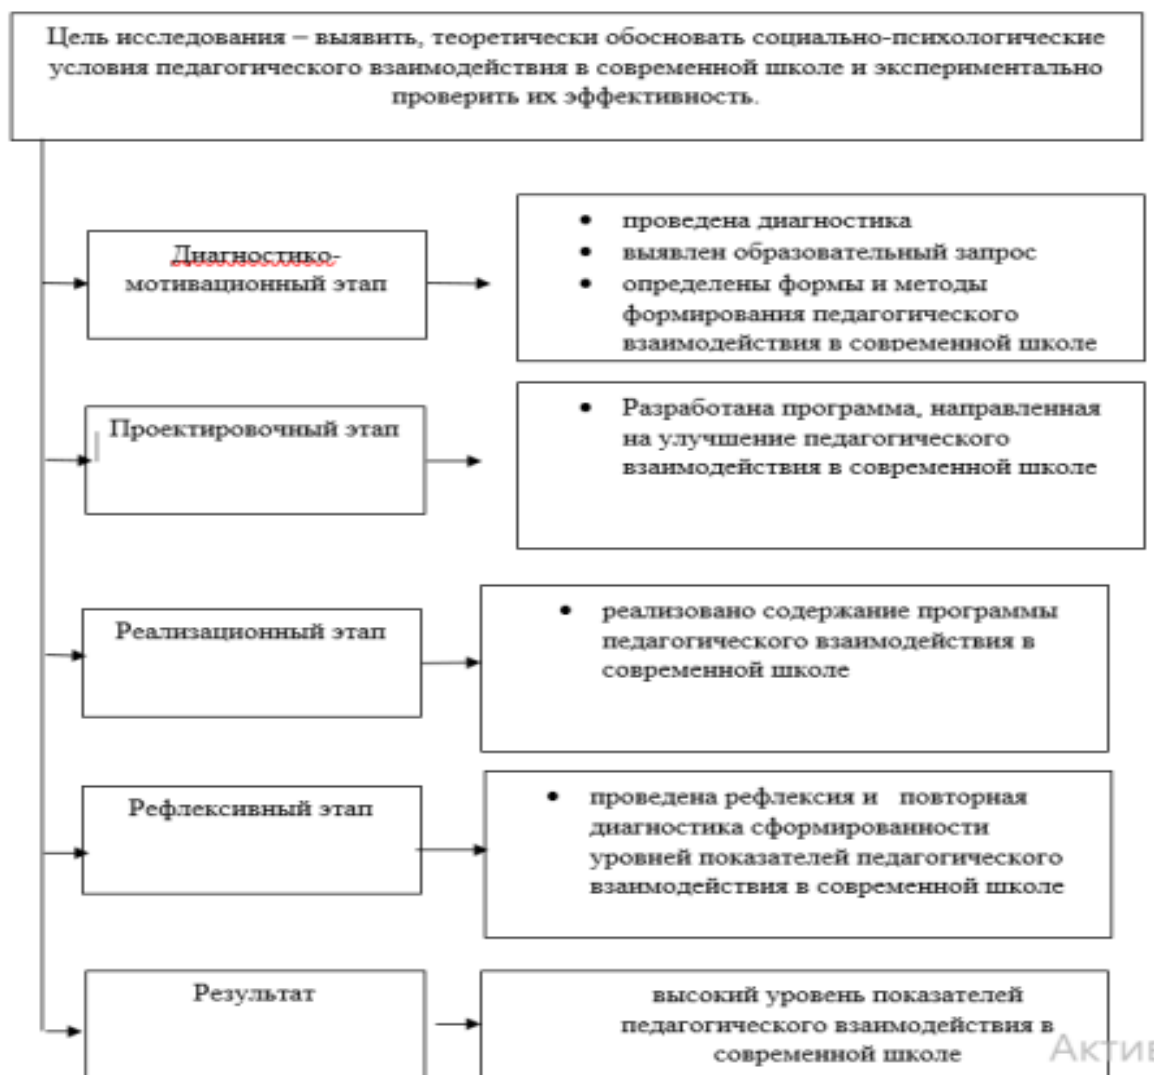 Цель исследования – выявить, теоретически обосновать социально-психологические
условия педагогического взаимодействия в современной школе и экспериментально
проверить их эффективность.
Диагностико-
мотивационный этап
• проведена диагностика
• выявлен образовательный запрос
• определены формы и методы
формирования педагогического
взаимодействия в современной школе
Проектировочный этап
• Разработана программа, направленная
на улучшение педагогического
взаимодействия в современной школе
Реализационный этап
• реализовано содержание программы
педагогического взаимодействия в
современной школе
Рефлексивный этап
• проведена рефлексия и повторная
диагностика сформированности
уровней показателей педагогического
взаимодействия в современной школе
Результат
высокий уровень показателей
педагогического взаимодействия в
современной школе